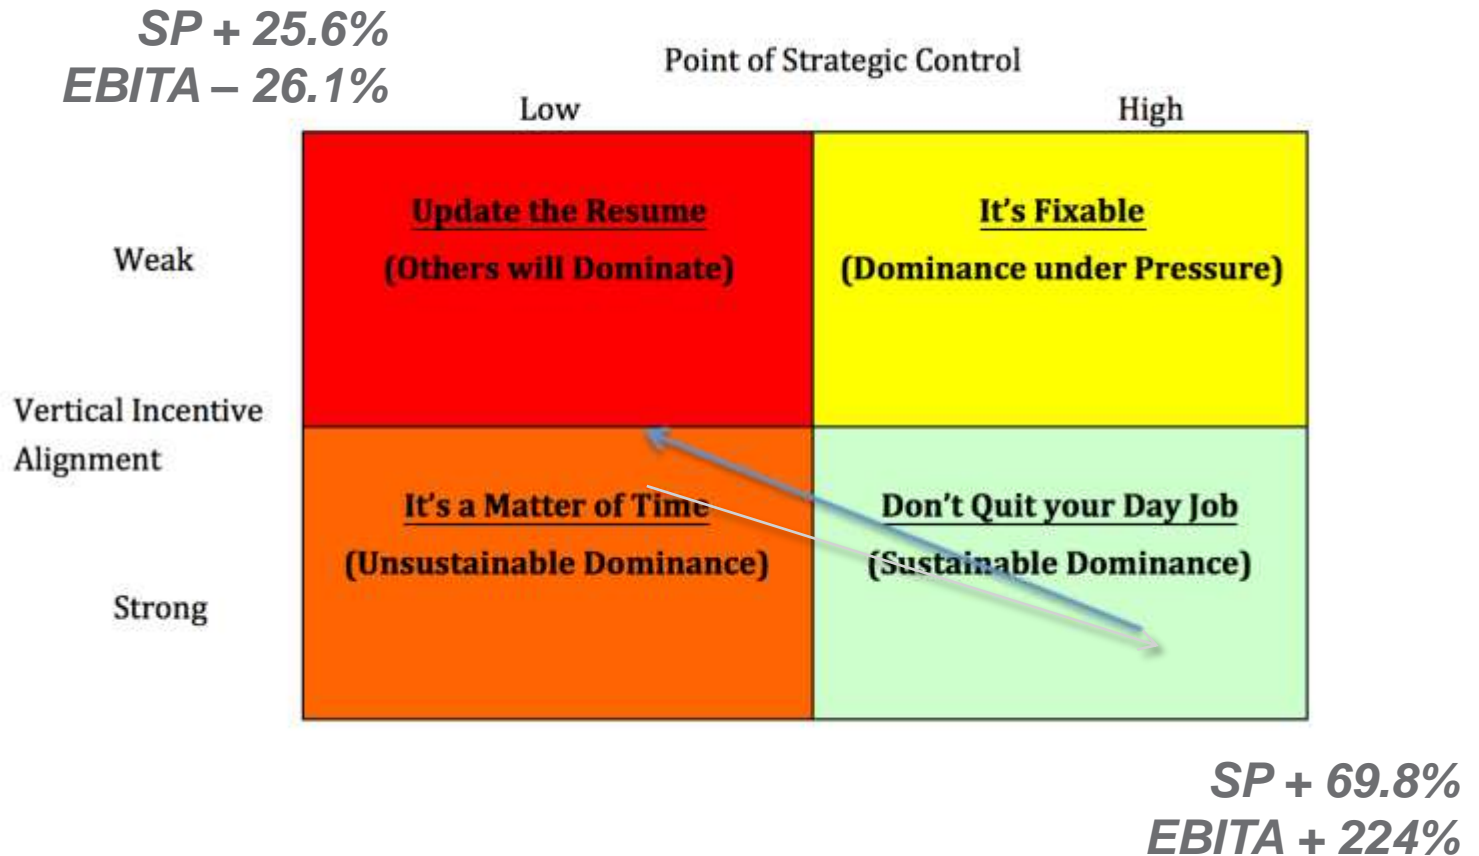 SP + 25.6%
EBITA – 26.1%
Point of Strategic Control
Low
High
Update the Resume
(Others will Dominate)
It's Fixable
(Dominance under Pressure)
Weak
Vertical Incentive
Alignment
It's a Matter of Time
(Unsustainable Dominance)
Don't Quit your Day Job
(Sustainable Dominance)
Strong
SP + 69.8%
EBITA + 224%